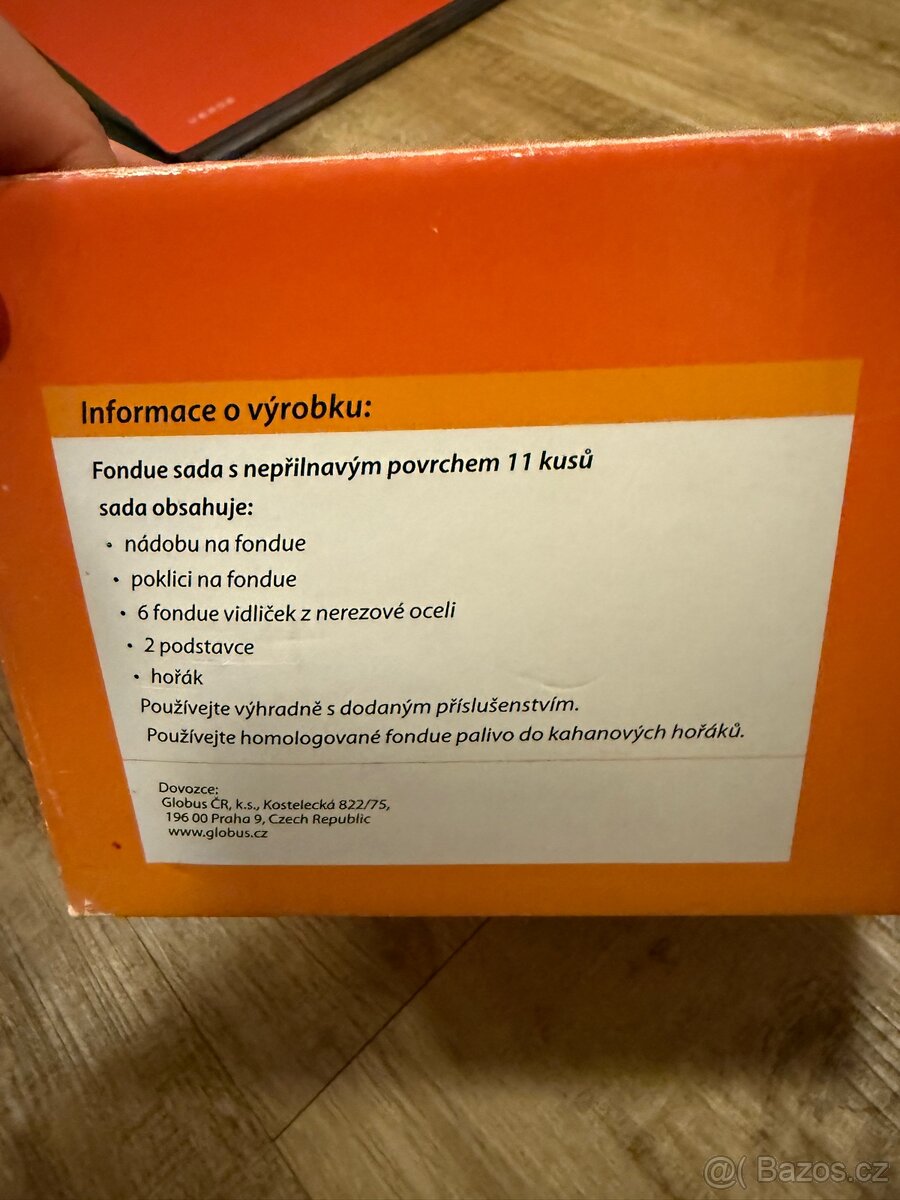 Informace o výrobku:
Fondue sada s nepřilnavým povrchem 11 kusů
sada obsahuje:
• nádobu na fondue
• poklici na fondue
• 6 fondue vidliček z nerezové oceli
• 2 podstavce
• hořák
Používejte výhradně s dodaným příslušenstvím.
Používejte homologované fondue palivo do kahanových hořáků.
Dovozce:
Globus ČR, k.s., Kostelecká 822/75,
196 00 Praha 9, Czech Republic
www.globus.cz
@( Bazos.cz